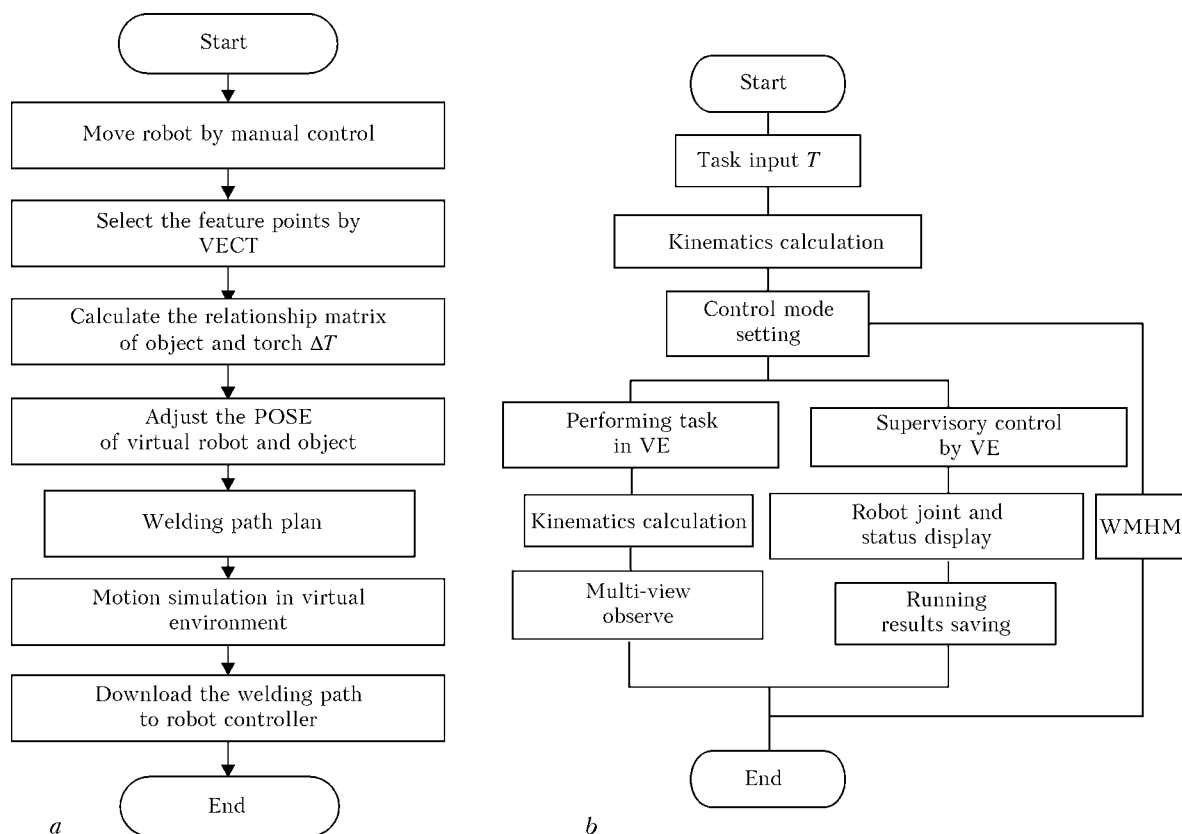 Start
Move robot by manual control
Select the feature points by
VECT
Calculate the relationship matrix
of object and torch ΔT
Adjust the POSE
of virtual robot and object
Welding path plan
Motion simulation in virtual
environment
Download the welding path
to robot controller
End
a
Start
Task input T
Kinematics calculation
Control mode
setting
Performing task
in VE
Kinematics calculation
Multi-view
observe
Supervisory control
by VE
Robot joint and
status display
Running
results saving
WMHM
End
b